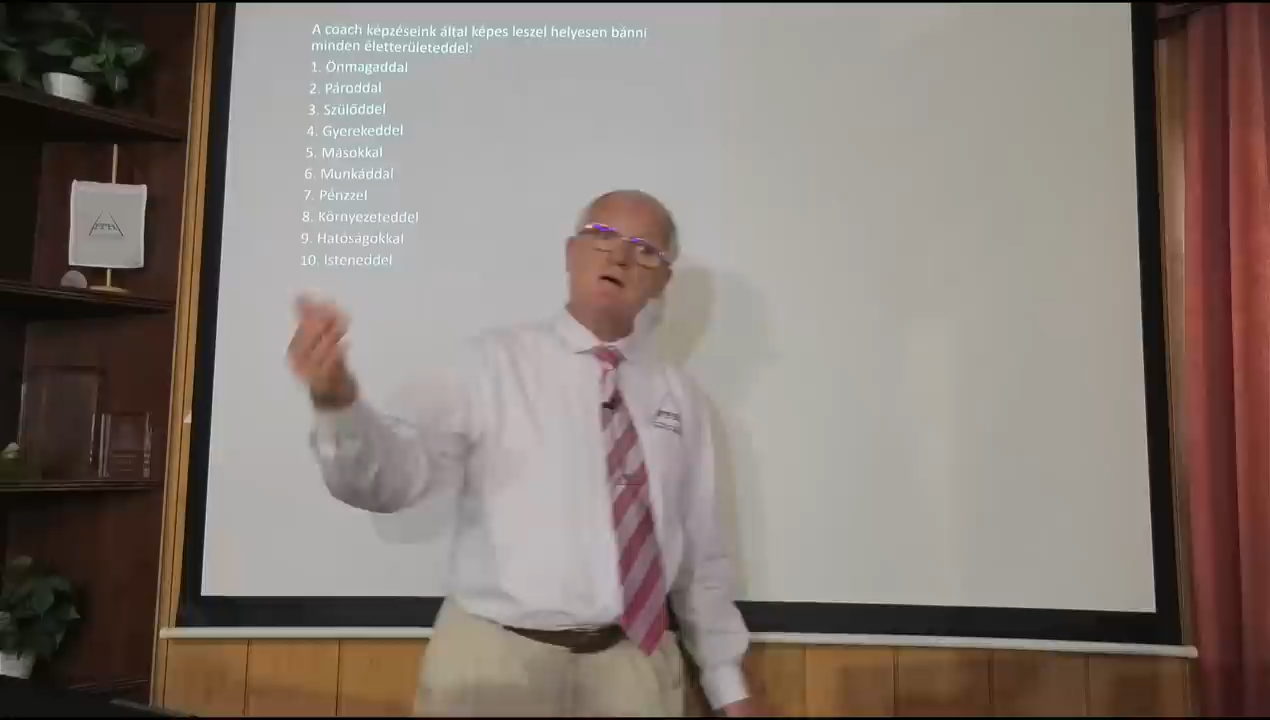 A coach képzéseink által képes leszel helyesen bánni
minden életterületeddel:
1. Önmagaddal
2. Pároddal
3. Szülőddel
4. Gyerekeddel
5. Másokkal
6. Munkáddal
7. Pénzzel
8. Környezeteddel
9. Hatóságokkal
10. Isteneddel